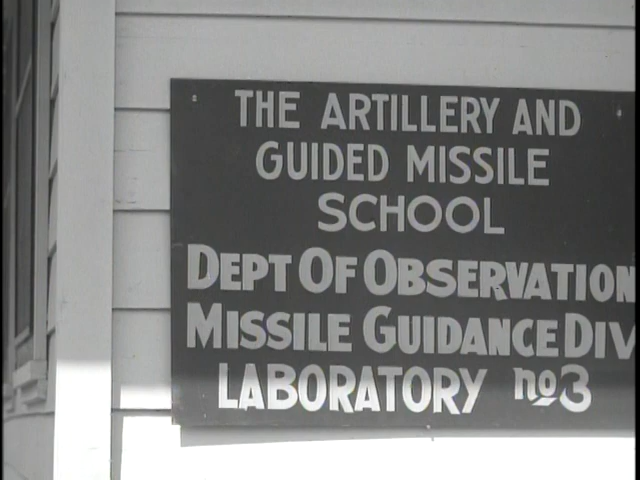 THE ARTILLERY AND
GUIDED MISSILE
SCHOOL
DEPT OF OBSERVATION
MISSILE GUIDANCE DIV
LABORATORY no3